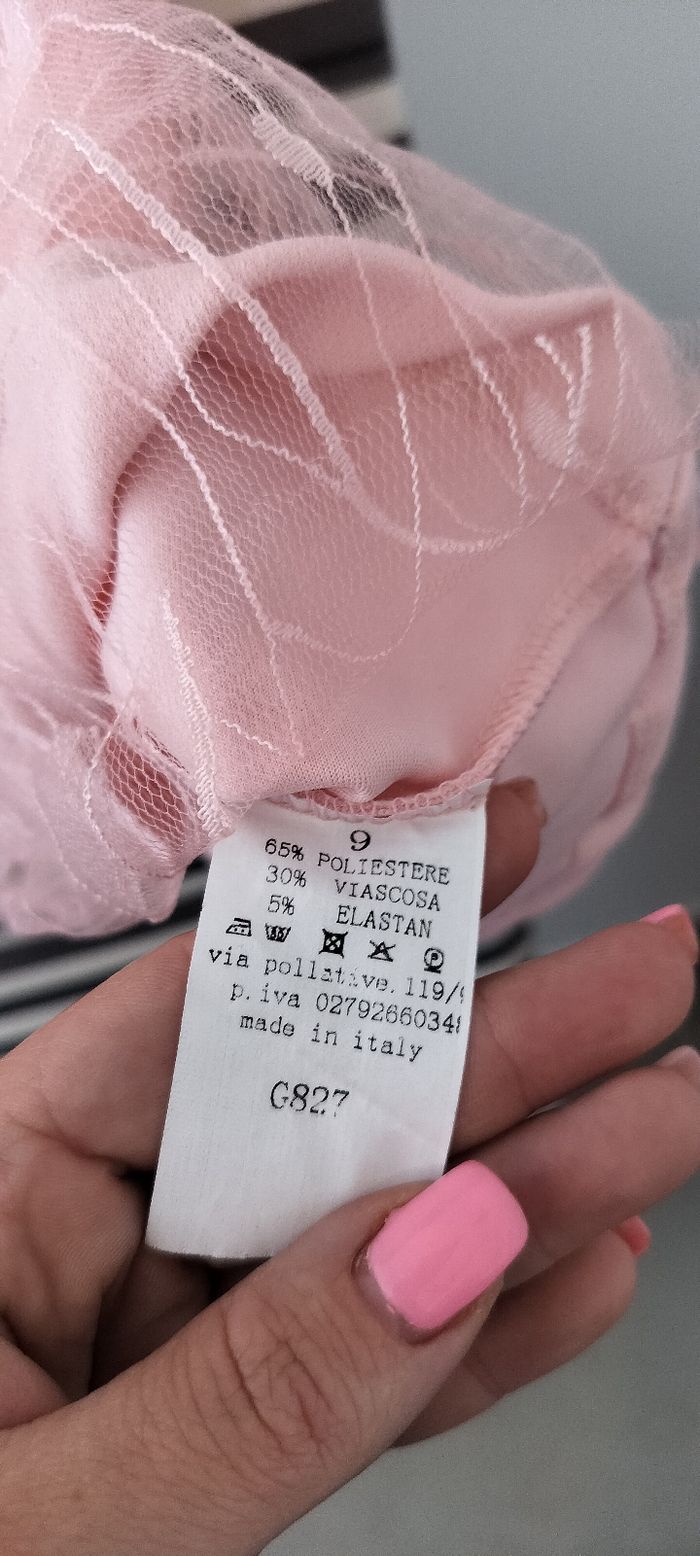 9
65% POLIESTERE
30% VIASCOSA
5% ELASTAN
via pollative. 119/
p.iva 0279266034
made in italy
G827